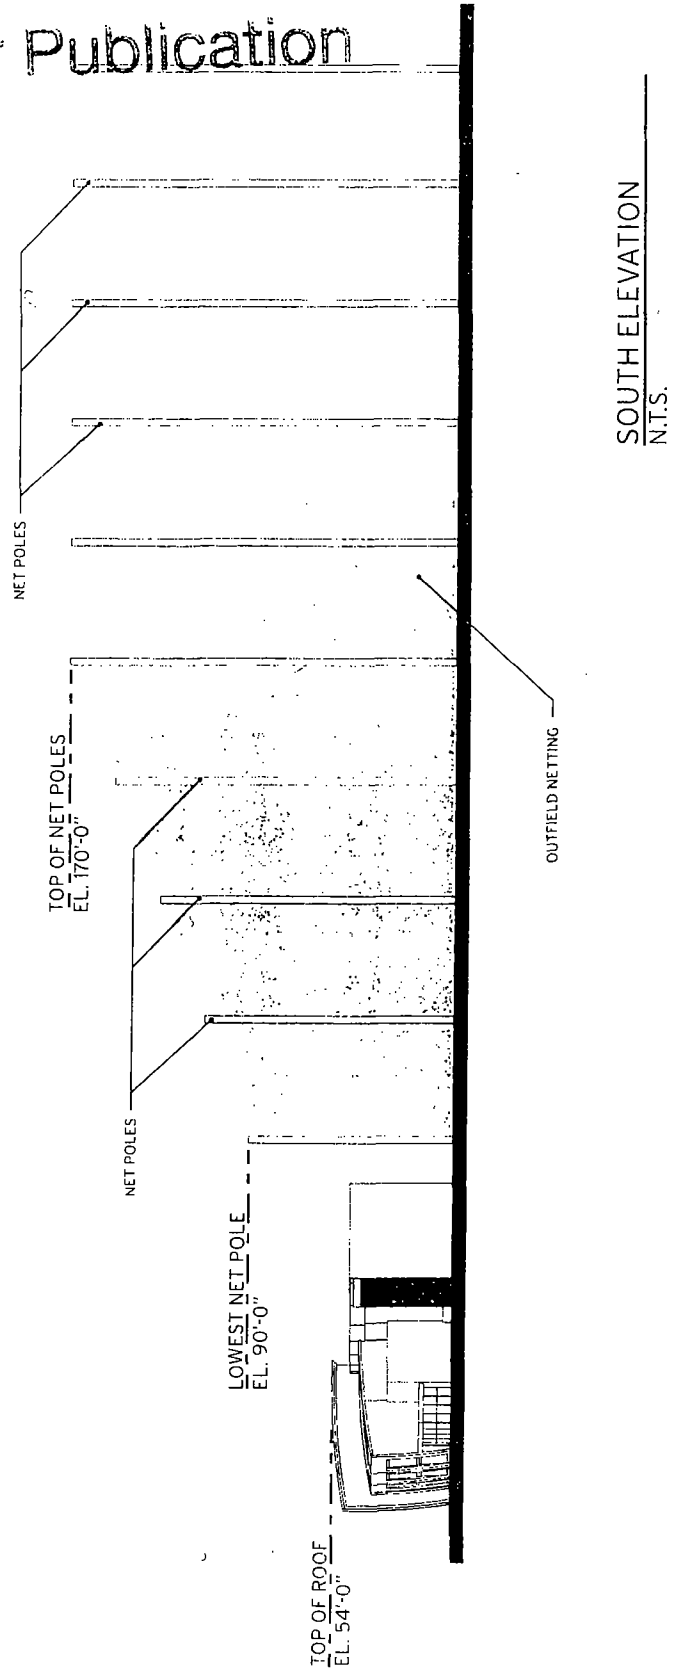 Publication
NET POLES
TOP OF NET POLES
EL. 170'-0"
NET POLES
LOWEST NET POLE
EL. 90'-0"
TOP OF ROOF
EL. 54'-0"
OUTFIELD NETTING
SOUTH ELEVATION
N.T.S.